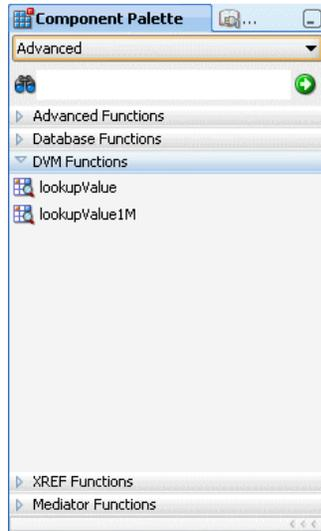 Component Palette ...
Advanced
Advanced Functions
Database Functions
DVM Functions
lookupValue
lookupValue1M
XREF Functions
Mediator Functions